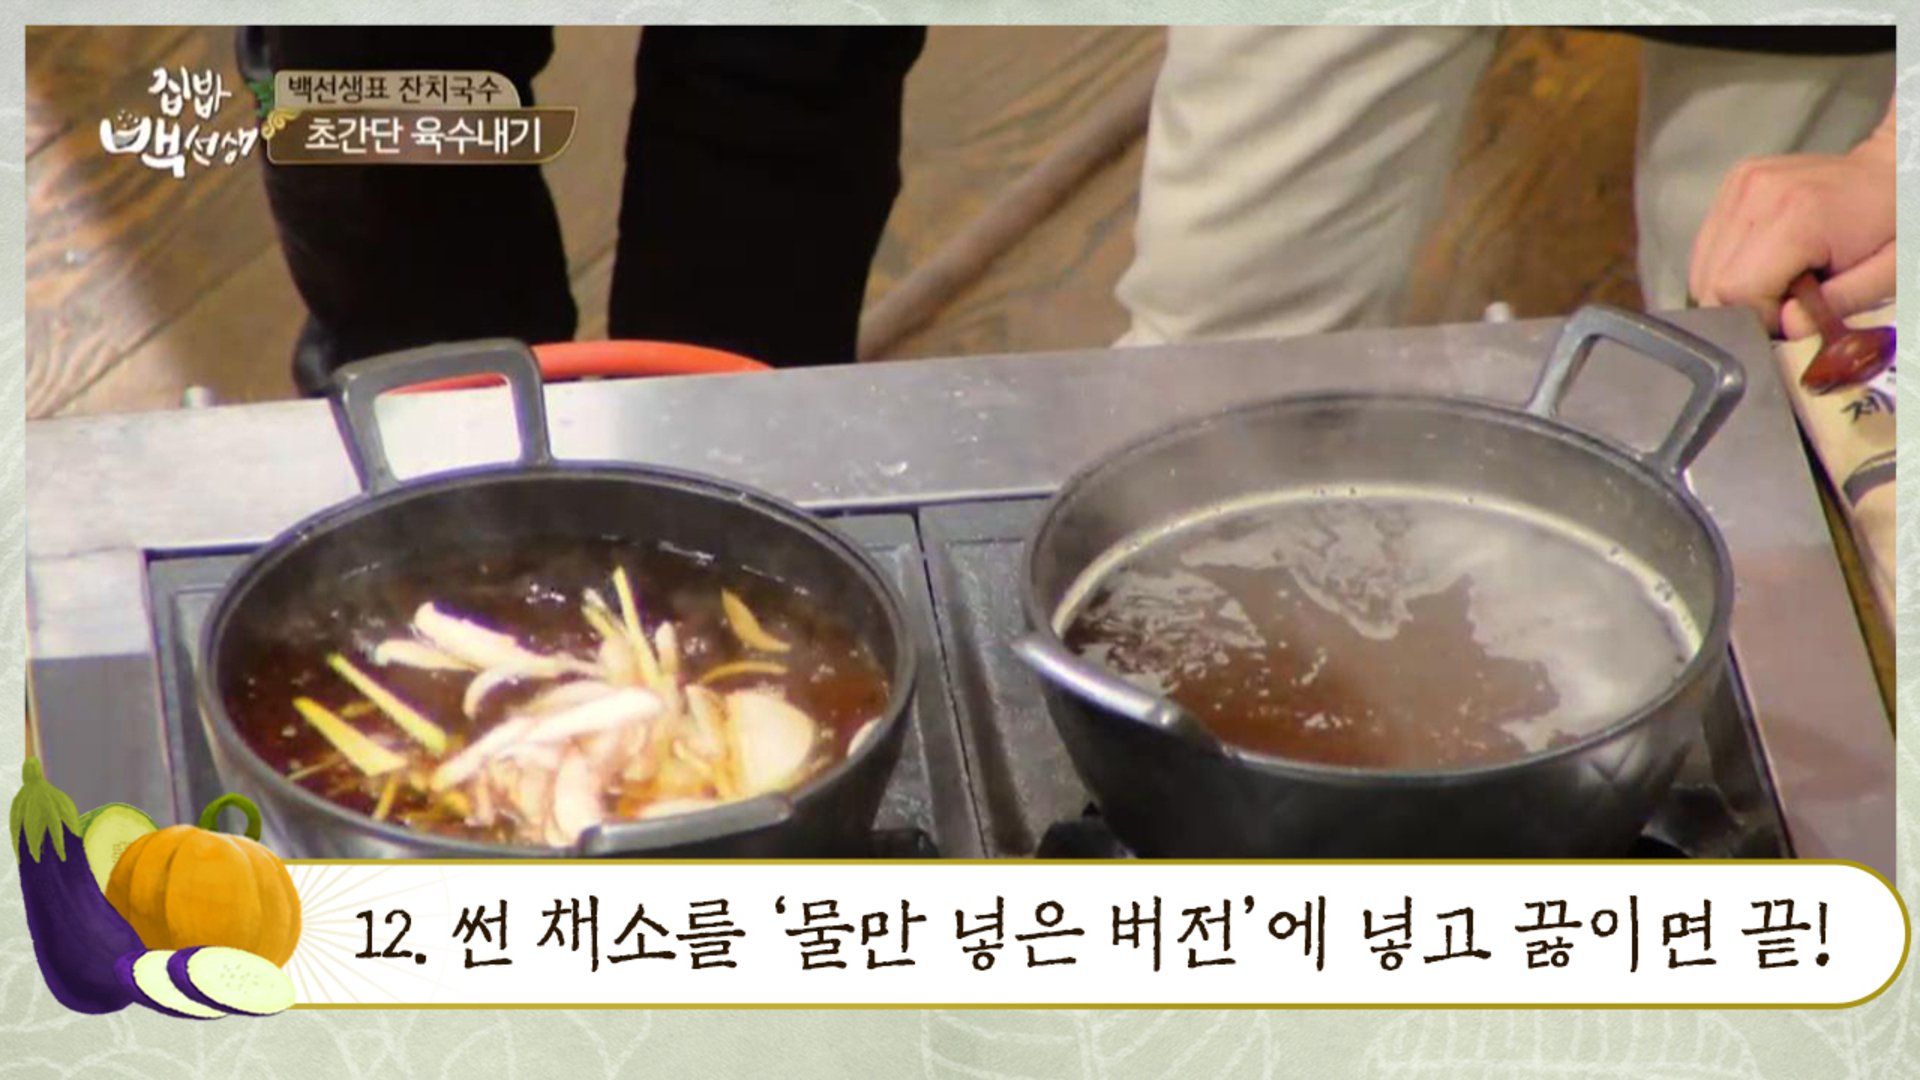 집밥
백선생
백선생표 잔치국수
초간단 육수내기
제
12. 썬 채소를 ‘물만 넣은 버전’에 넣고 끓이면 끝!